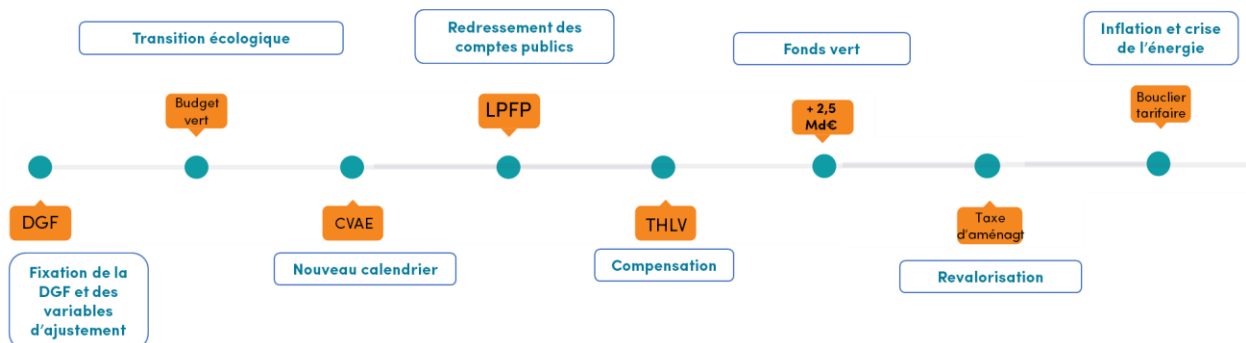 Transition écologique
Redressement des
comptes publics
Fonds vert
Inflation et crise
de l'énergie
Budget
vert
LPFP
+ 2,5
Md€
Bouclier
tarifaire
DGF
CVAE
THLV
Taxe
d'aménagt
Fixation de la
DGF et des
variables
d'ajustement
Nouveau calendrier
Compensation
Revalorisation